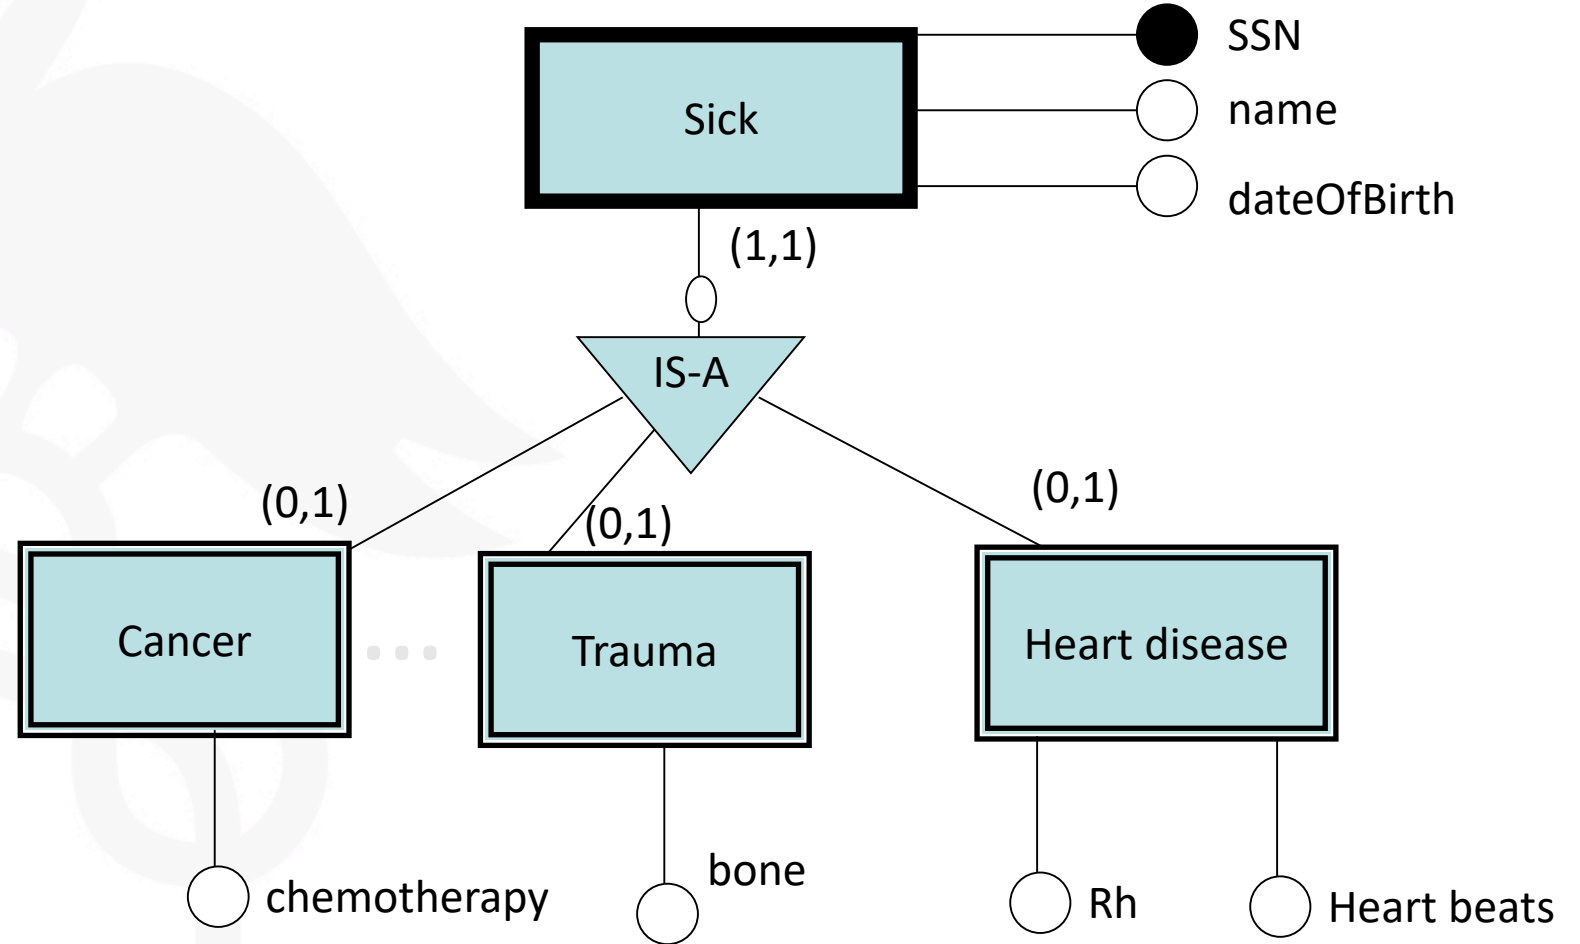 SSN
name
Sick
dateOfBirth
(1,1)
IS-A
(0,1)
(0,1)
(0,1)
Cancer
...
Trauma
Heart disease
chemotherapy
bone
Rh
Heart beats